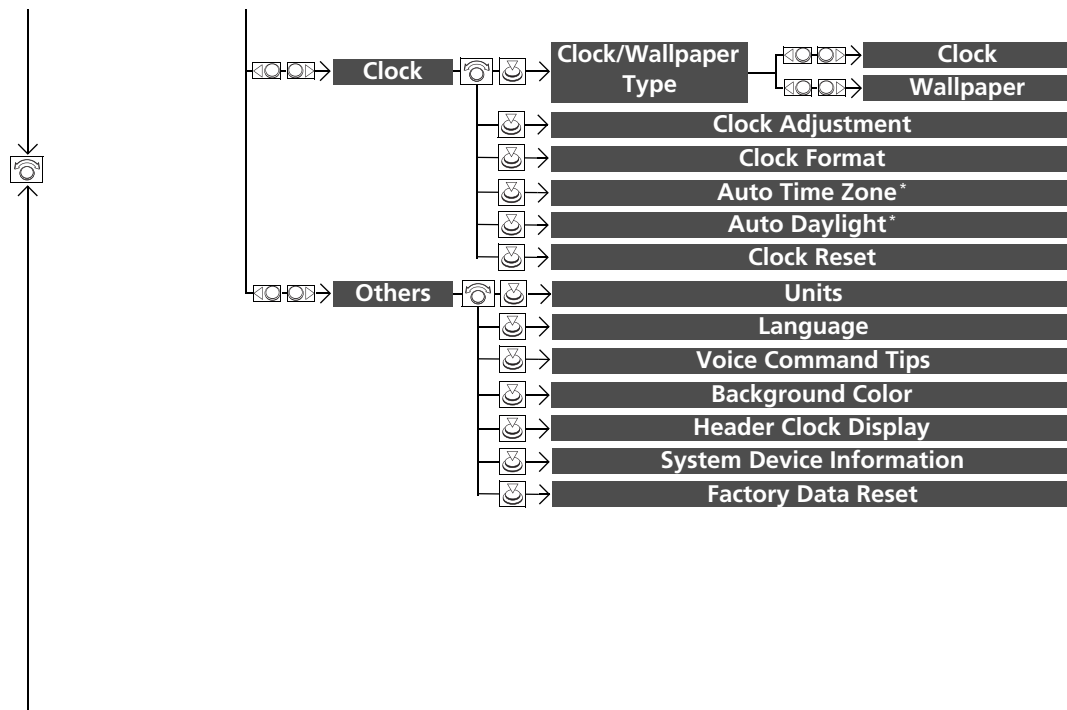 Clock
Clock/Wallpaper
Type
Clock
Wallpaper
Clock Adjustment
Clock Format
Auto Time Zone*
Auto Daylight*
Clock Reset
Others
Units
Language
Voice Command Tips
Background Color
Header Clock Display
System Device Information
Factory Data Reset